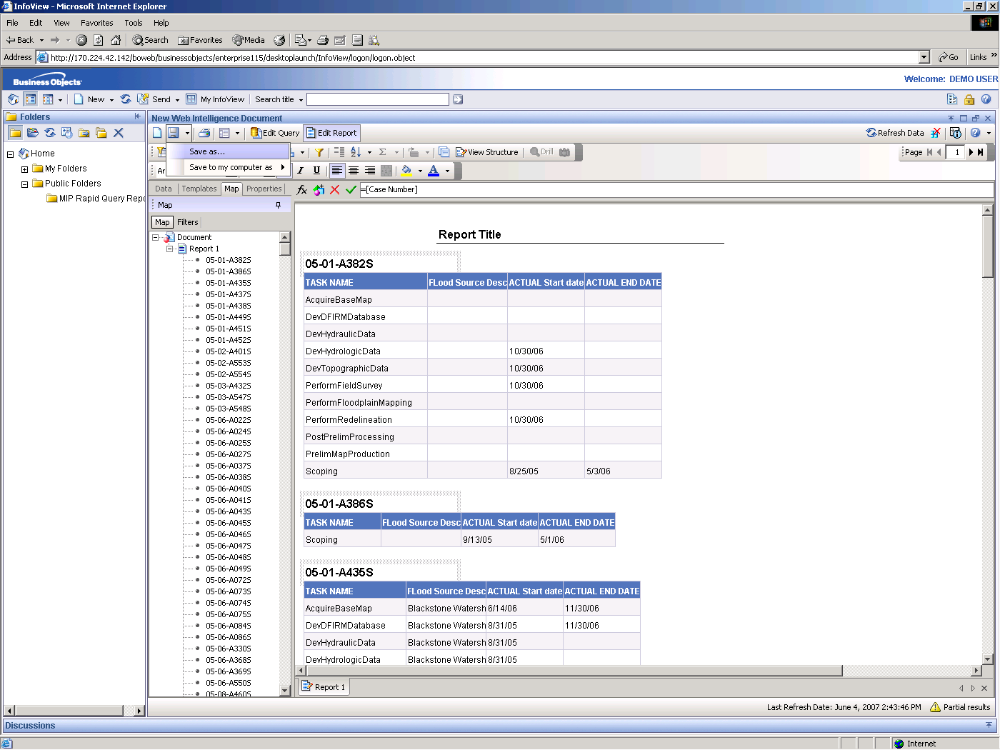 InfoView - Microsoft Internet Explorer
File Edit View Favorites Tools Help
Back Search Favorites Media
Address http://170.224.42.142/boweb/businessobjects/enterprise115/desktoplaunch/InfoView/logon/logon.object Go Links »
Business Objects Welcome: DEMO USER
New Send My InfoView Search title
Folders
Home
My Folders
Public Folders
MIP Rapid Query Repo
New Web Intelligence Document
Edit Query Edit Report Refresh Data
Save as...
Save to my computer as
View Structure Drill Page 1
Ar I U A
Data Templates Map Properties
=[Case Number]
Map
Map Filters
Document
Report 1
05-01-A382S
05-01-A386S
05-01-A435S
05-01-A437S
05-01-A438S
05-01-A449S
05-01-A451S
05-01-A452S
05-02-A401S
05-02-A553S
05-02-A554S
05-03-A432S
05-03-A547S
05-03-A548S
05-06-A022S
05-06-A024S
05-06-A025S
05-06-A027S
05-06-A037S
05-06-A038S
05-06-A040S
05-06-A041S
05-06-A043S
05-06-A045S
05-06-A046S
05-06-A047S
05-06-A048S
05-06-A049S
05-06-A072S
05-06-A073S
05-06-A074S
05-06-A075S
05-06-A084S
05-06-A086S
05-06-A330S
05-06-A368S
05-06-A369S
05-06-A550S
05-08-A460S
Report Title
05-01-A382S
TASK NAME FLood Source Desc ACTUAL Start date ACTUAL END DATE
AcquireBaseMap
DevDFIRMDatabase
DevHydraulicData
DevHydrologicData 10/30/06
DevTopographicData 10/30/06
PerformFieldSurvey 10/30/06
PerformFloodplainMapping
PerformRedelineation 10/30/06
PostPrelimProcessing
PrelimMapProduction
Scoping 8/25/05 5/3/06
05-01-A386S
TASK NAME FLood Source Desc ACTUAL Start date ACTUAL END DATE
Scoping 9/13/05 5/1/06
05-01-A435S
TASK NAME FLood Source Desc ACTUAL Start date ACTUAL END DATE
AcquireBaseMap Blackstone Watersh 6/14/06 11/30/06
DevDFIRMDatabase Blackstone Watersh 8/31/05 11/30/06
DevHydraulicData Blackstone Watersh 8/31/05
DevHydrologicData Blackstone Watersh 8/31/05
Report 1
Last Refresh Date: June 4, 2007 2:43:46 PM Partial results
Discussions
Internet